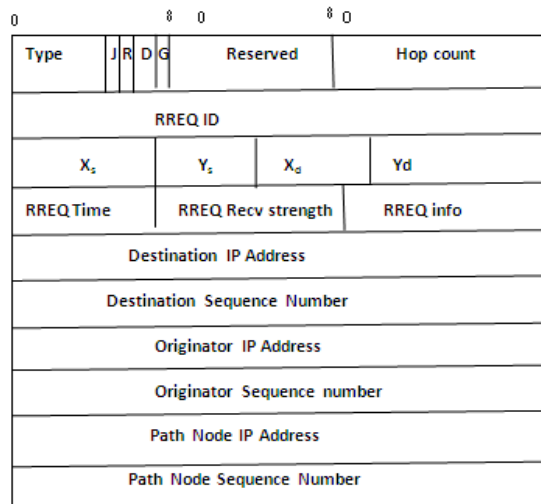 0 8 0 8 0
Type J R D G Reserved Hop count
RREQ ID
Xs Ys Xd Yd
RREQ Time RREQ Recv strength RREQ info
Destination IP Address
Destination Sequence Number
Originator IP Address
Originator Sequence number
Path Node IP Address
Path Node Sequence Number